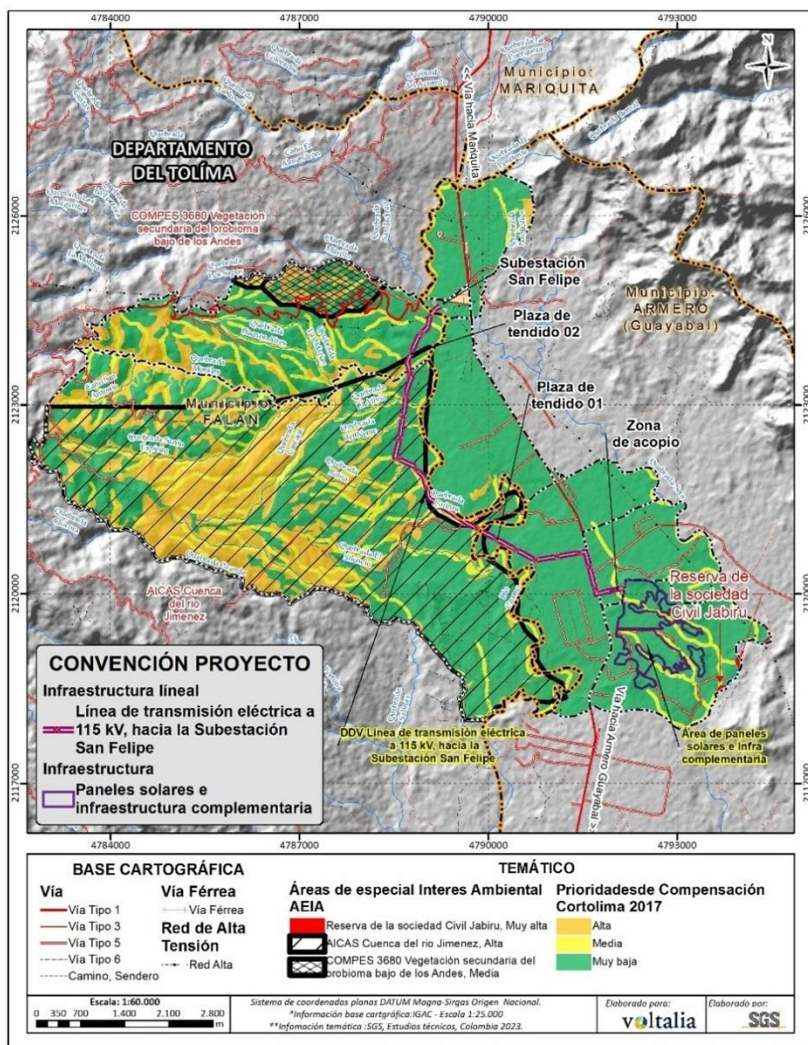 4784000
4787000
4790000
4793000
Municipio:
MARIQUITA
<< Vía hacia Mariquita
N
DEPARTAMENTO
DEL TOLÍMA
COMPES 3680 Vegetación
secundaria del orobioma
bajo de los Andes
2126000
2126000
Subestación
San Felipe
Municipio:
ARMERO
(Guayabal)
Plaza de
tendido 02
Plaza de
tendido 01
2123000
2123000
Municipio:
FALAN
Zona
de acopio
2120000
2120000
AICAS Cuenca
del rio
Jimenez
Reserva de
la sociedad
Civil Jabiru
CONVENCIÓN PROYECTO
Infraestructura lineal
Línea de transmisión eléctrica a
115 kV, hacia la Subestación
San Felipe
Infraestructura
Paneles solares e
infraestructura complementaria
DDV Linea de transmisión eléctrica
a 115 kV, hacia la
Subestación San Felipe
Vía hacia Armero Guayabal >>
Área de paneles
solares e infra
complementaria
2117000
2117000
4784000
4787000
4790000
4793000
BASE CARTOGRÁFICA
Vía
Vía Tipo 1
Vía Tipo 3
Vía Tipo 5
Vía Tipo 6
Camino, Sendero
Vía Férrea
Vía Férrea
Red de Alta
Tensión
Red Alta
TEMÁTICO
Áreas de especial Interes Ambiental
AEIA
Reserva de la sociedad Civil Jabiru, Muy alta
AICAS Cuenca del rio Jimenez, Alta
COMPES 3680 Vegetación secundaria del
orobioma bajo de los Andes, Media
Prioridadesde Compensación
Cortolima 2017
Alta
Media
Muy baja
Escala: 1:60.000
0 350 700 1.400 2.100 2.800
m
Sistema de coordenadas planas DATUM Magna-Sirgas Origen Nacional.
*Información base cartográfica:IGAC - Escala 1:25.000
**Infomación temática :SGS, Estudios técnicos, Colombia 2023.
Elaborado para:
voltalia
Elaborado por:
SGS